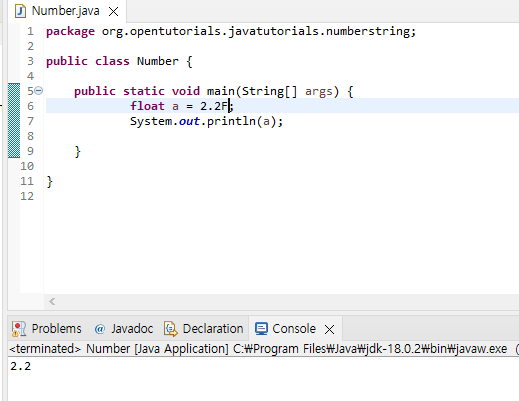 Number.java
1 package org.opentutorials.javatutorials.numberstring;
2
3 public class Number {
4
5 public static void main(String[] args) {
6 float a = 2.2F;
7 System.out.println(a);
8
9 }
10
11 }
12
Problems @ Javadoc Declaration Console
<terminated> Number [Java Application] C:₩Program Files₩Java₩jdk-18.0.2₩bin₩javaw.exe (
2.2